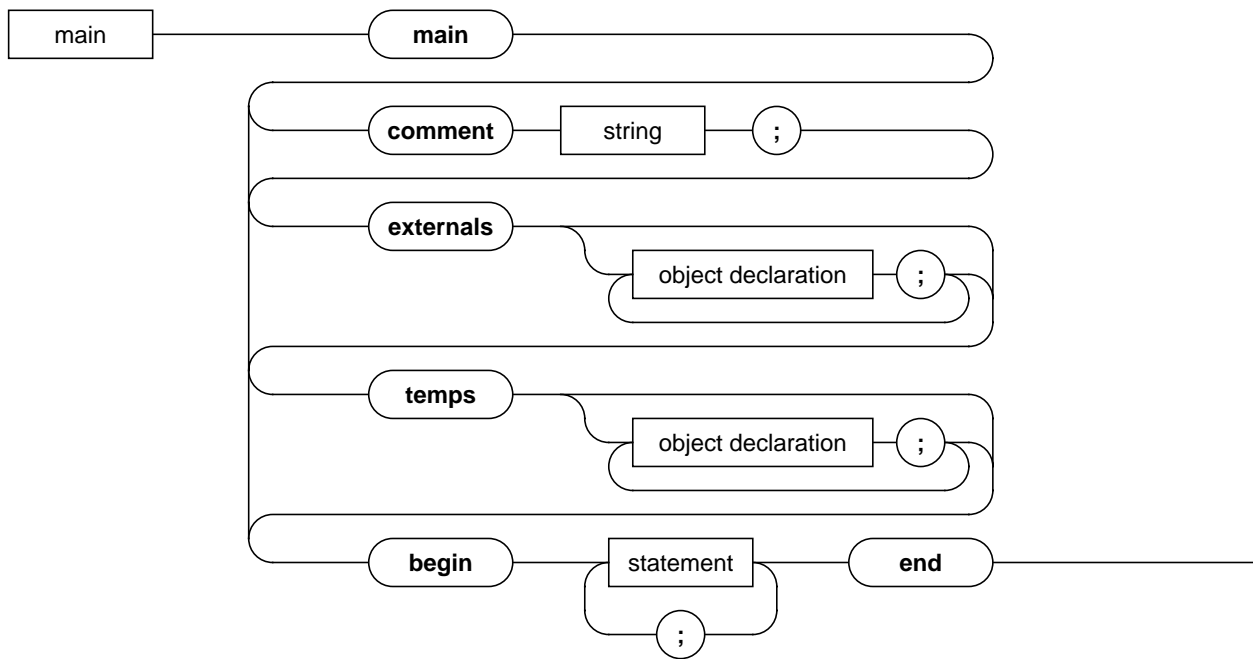 main main
comment string ;
externals
object declaration ;
temps
object declaration ;
begin statement end
;